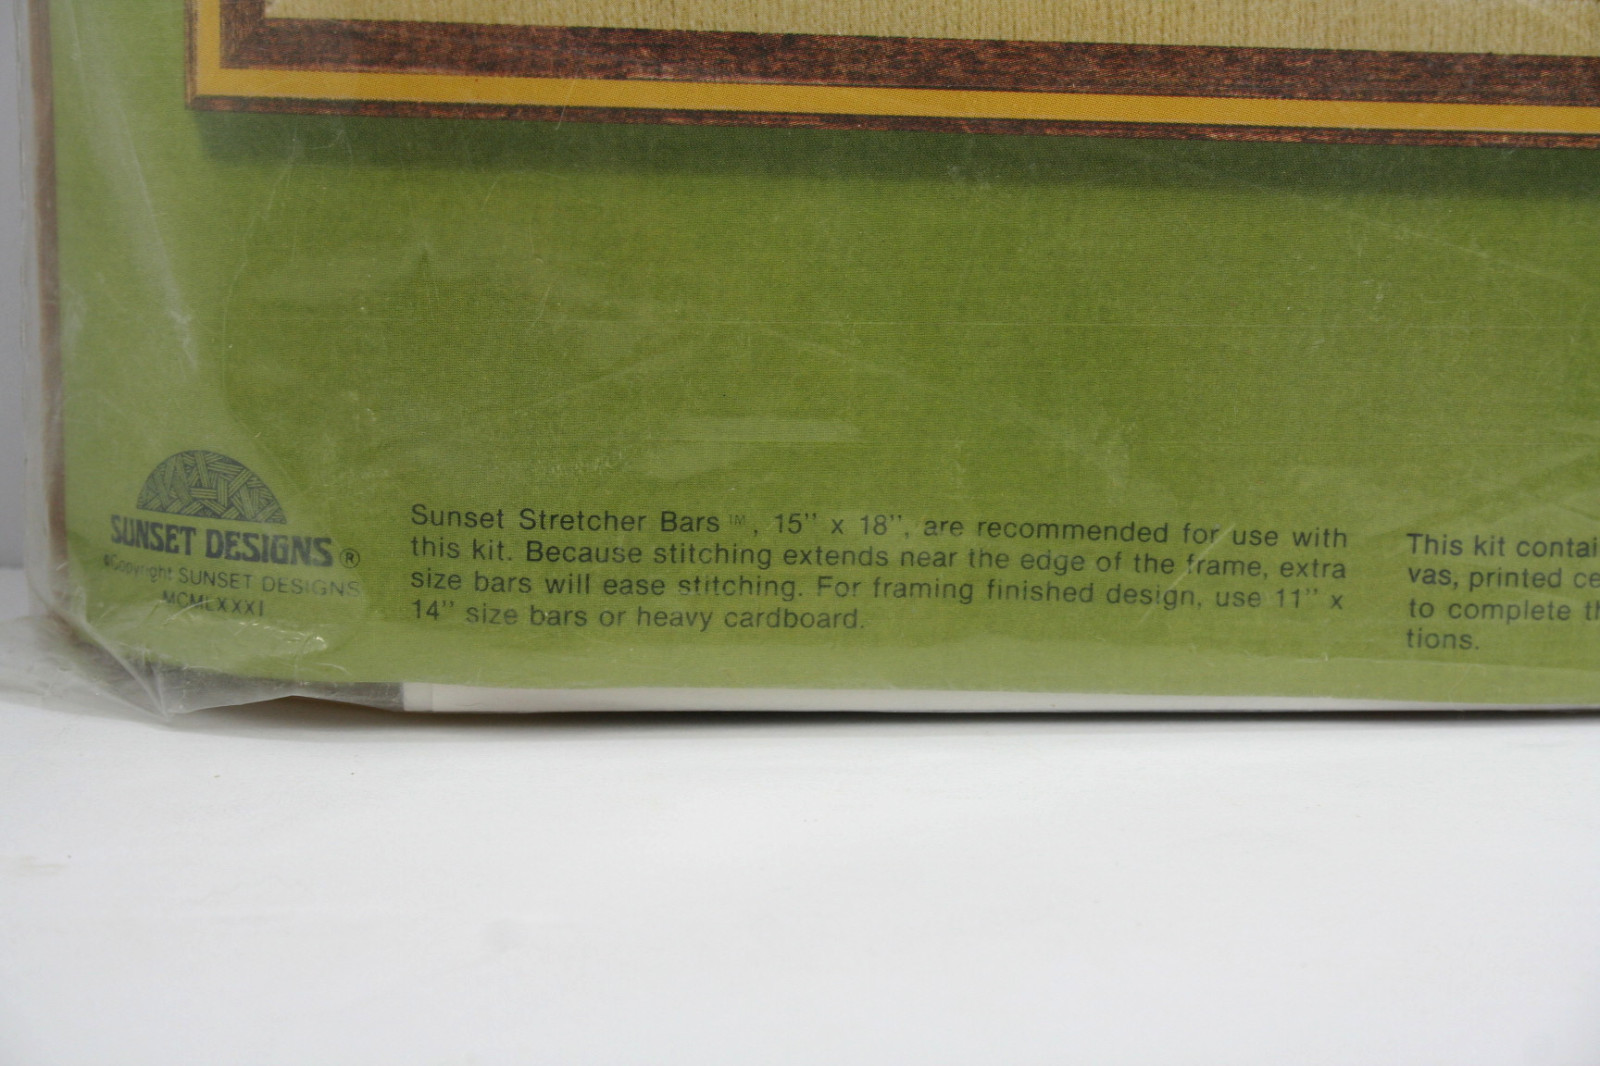 SUNSET DESIGNS ®
©Copyright SUNSET DESIGNS
MCMLXXXI
Sunset Stretcher Bars™, 15" x 18", are recommended for use with
this kit. Because stitching extends near the edge of the frame, extra
size bars will ease stitching. For framing finished design, use 11" x
14" size bars or heavy cardboard.
This kit contai
vas, printed ce
to complete th
tions.